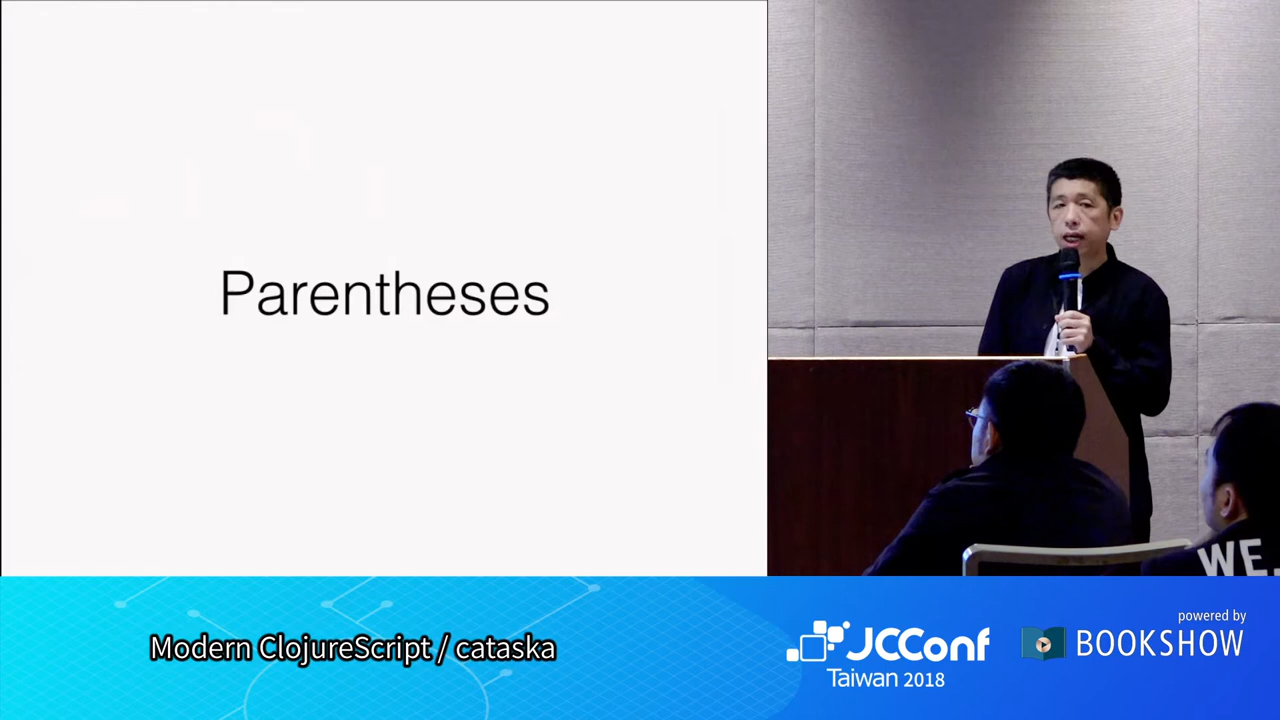 Parentheses
WE.
Modern ClojureScript / cataska
JCConf
Taiwan 2018
powered by
BOOKSHOW